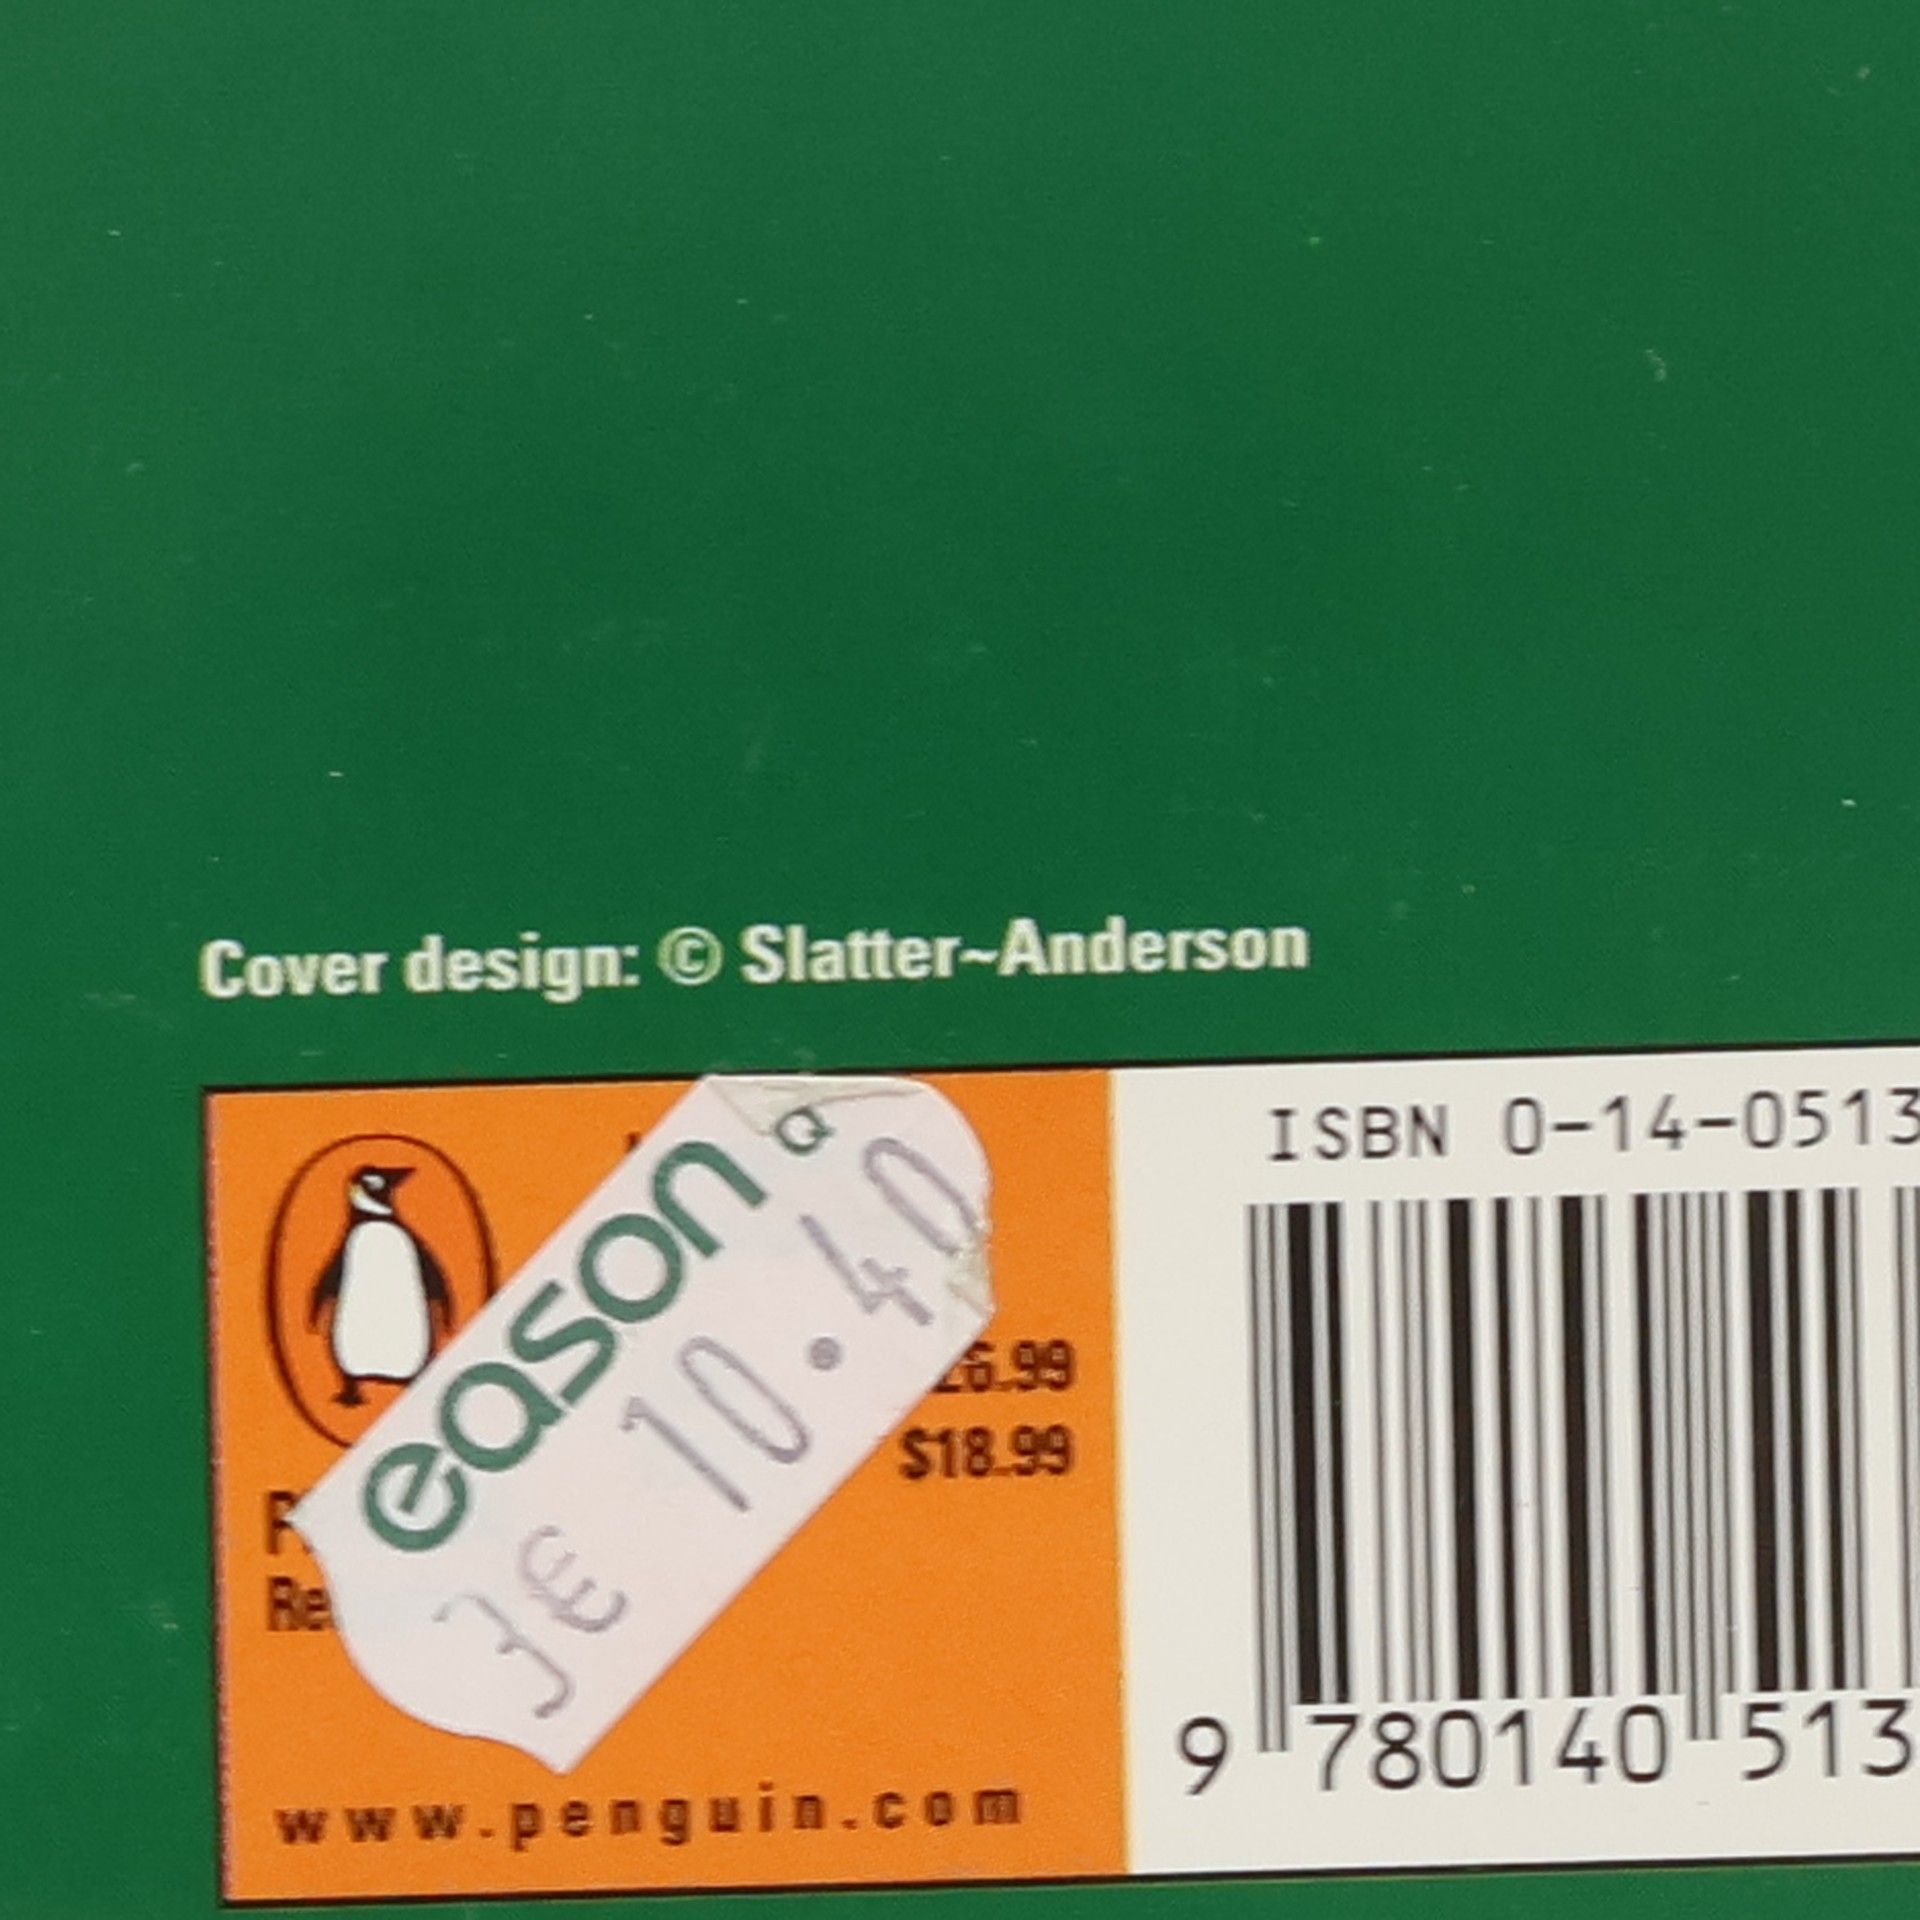 Cover design: © Slatter~Anderson
ISBN 0-14-0513
eason
€ 10.40
$18.99
www.penguin.com
9 780140 513